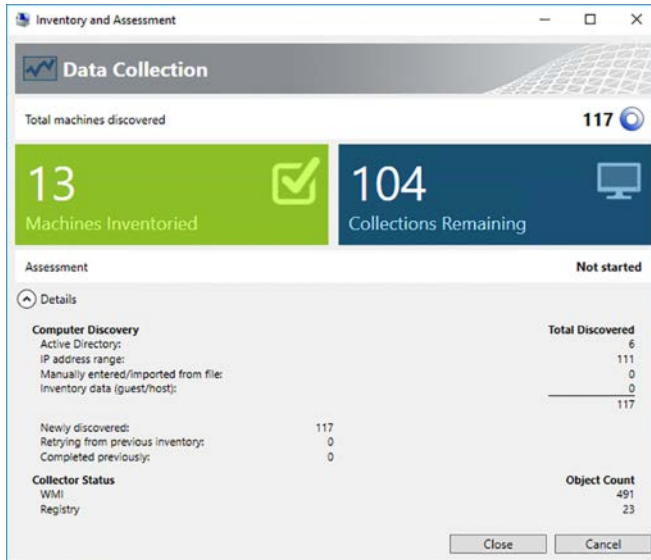 Inventory and Assessment
Data Collection
Total machines discovered 117
13 104
Machines Inventoried Collections Remaining
Assessment Not started
Details
Computer Discovery Total Discovered
Active Directory: 6
IP address range: 111
Manually entered/imported from file: 0
Inventory data (guest/host): 0
117
Newly discovered: 117
Retrying from previous inventory: 0
Completed previously: 0
Collector Status Object Count
WMI 491
Registry 23
Close Cancel